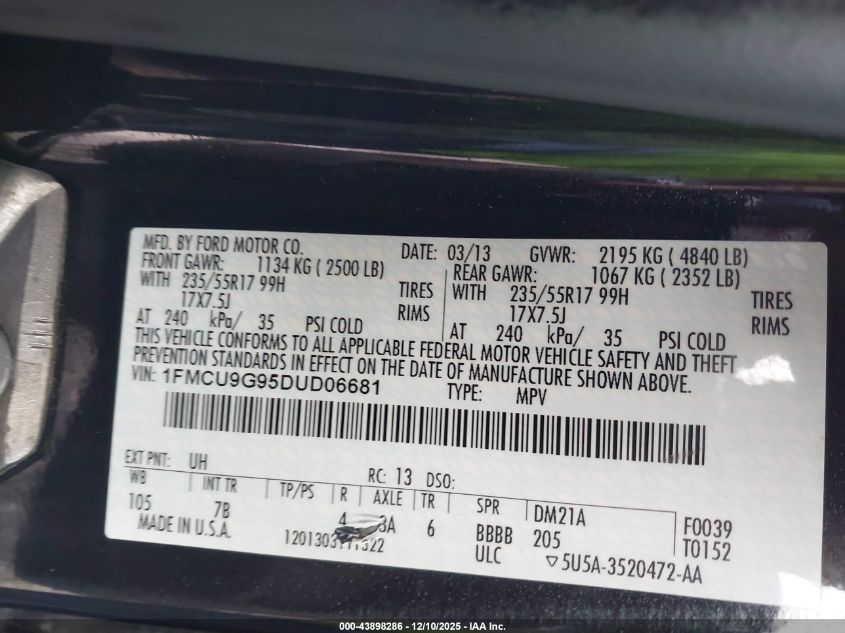 MFD. BY FORD MOTOR CO.
DATE: 03/13 GVWR: 2195 KG ( 4840 LB)
FRONT GAWR: 1134 KG ( 2500 LB)
REAR GAWR: 1067 KG ( 2352 LB)
WITH 235/55R17 99H TIRES
WITH 235/55R17 99H TIRES
17X7.5J RIMS
17X7.5J RIMS
AT 240 kPa/ 35 PSI COLD
AT 240 kPa/ 35 PSI COLD
THIS VEHICLE CONFORMS TO ALL APPLICABLE FEDERAL MOTOR VEHICLE SAFETY AND THEFT
PREVENTION STANDARDS IN EFFECT ON THE DATE OF MANUFACTURE SHOWN ABOVE.
VIN: 1FMCU9G95DUD06681 TYPE: MPV
EXT PNT: UH RC: 13 DSO:
WB INT TR TP/PS R AXLE TR SPR DM21A F0039
105 7B 4 3A 6 BBBB 205 T0152
MADE IN U.S.A. ULC ▽5U5A-3520472-AA
000-43898286 - 12/10/2025 - IAA Inc.